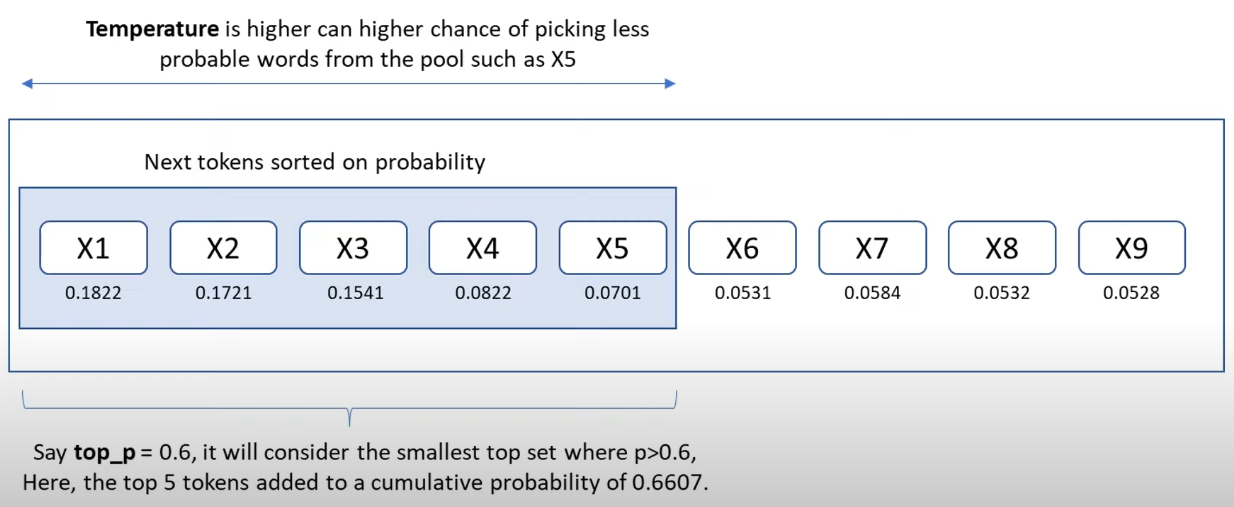 Temperature is higher can higher chance of picking less
probable words from the pool such as X5
Next tokens sorted on probability
X1 X2 X3 X4 X5 X6 X7 X8 X9
0.1822 0.1721 0.1541 0.0822 0.0701 0.0531 0.0584 0.0532 0.0528
Say top_p = 0.6, it will consider the smallest top set where p>0.6,
Here, the top 5 tokens added to a cumulative probability of 0.6607.